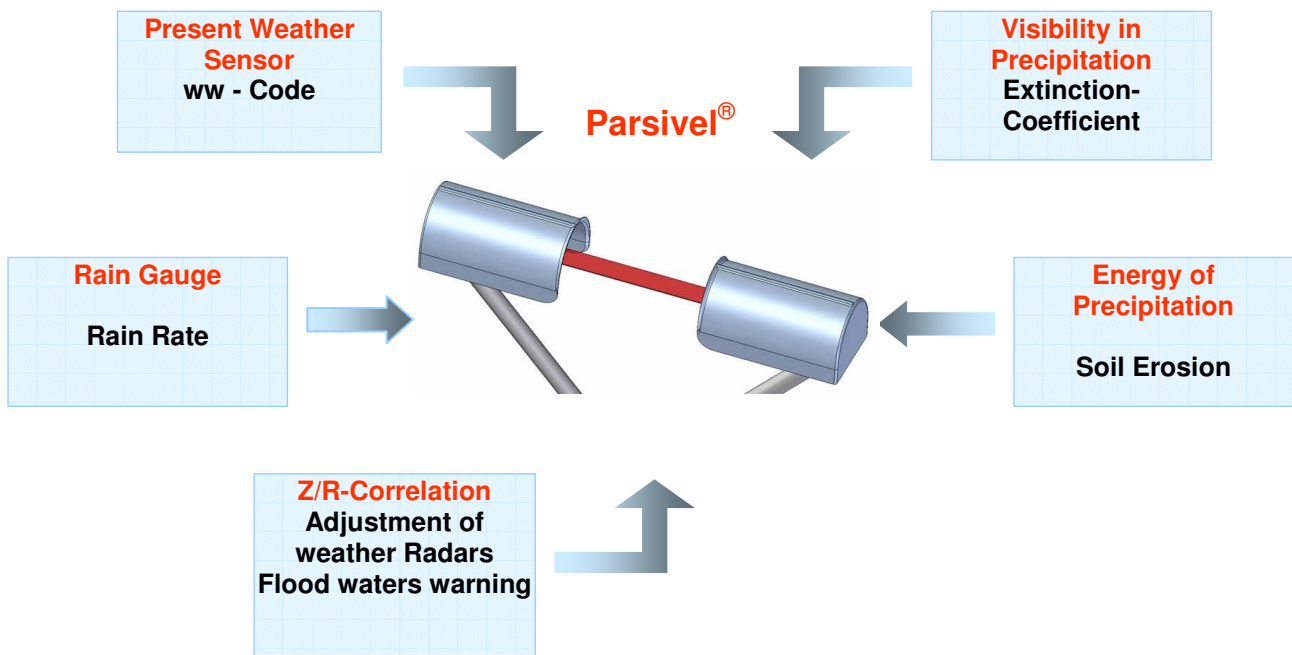 Present Weather
Sensor
ww - Code
Parsivel®
Visibility in
Precipitation
Extinction-
Coefficient
Rain Gauge
Rain Rate
Energy of
Precipitation
Soil Erosion
Z/R-Correlation
Adjustment of
weather Radars
Flood waters warning